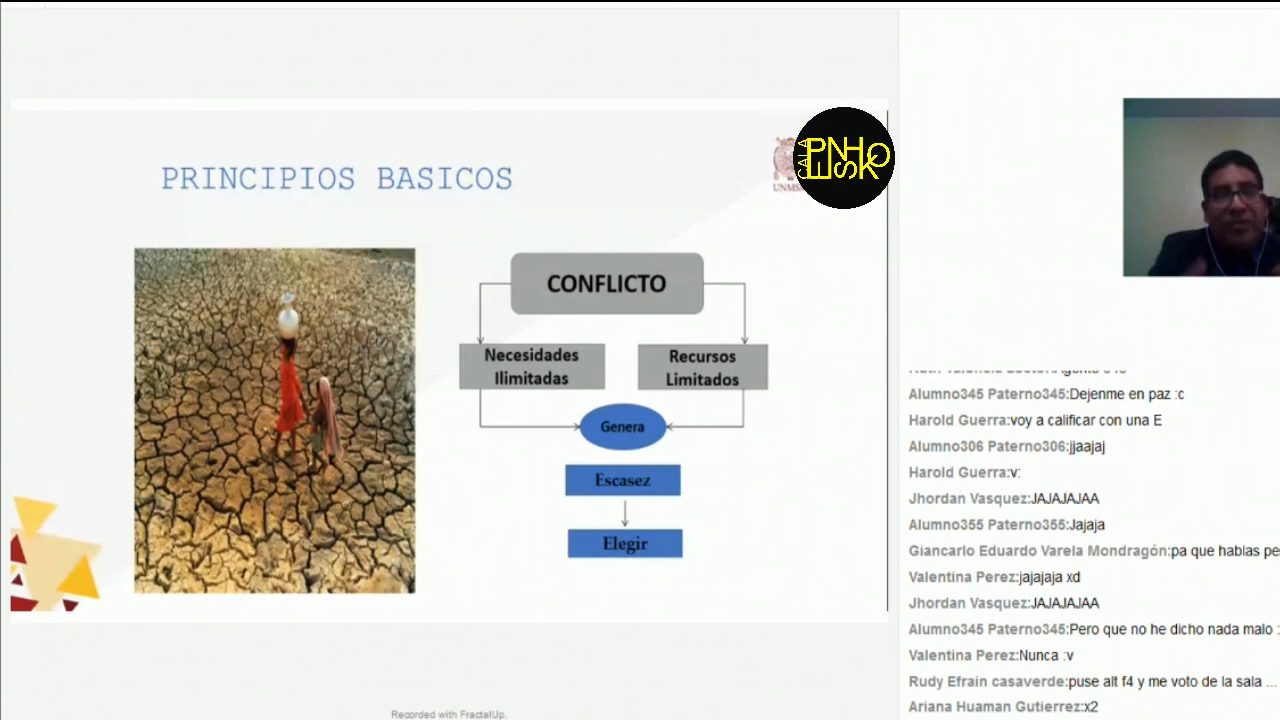 PRINCIPIOS BASICOS
CONFLICTO
Necesidades
Ilimitadas
Recursos
Limitados
Genera
Escasez
Elegir
Alumno345 Paterno345:Dejenme en paz :c
Harold Guerra:voy a calificar con una E
Alumno306 Paterno306:jjaajaj
Harold Guerra:v:
Jhordan Vasquez:JAJAJAJAA
Alumno355 Paterno355:Jajaja
Giancarlo Eduardo Varela Mondragón:pa que hablas pe
Valentina Perez:jajajaja xd
Jhordan Vasquez:JAJAJAJAA
Alumno345 Paterno345:Pero que no he dicho nada malo :
Valentina Perez:Nunca :v
Rudy Efrain casaverde:puse alt f4 y me voto de la sala ...
Ariana Huaman Gutierrez:x2
Recorded with FractalUp.